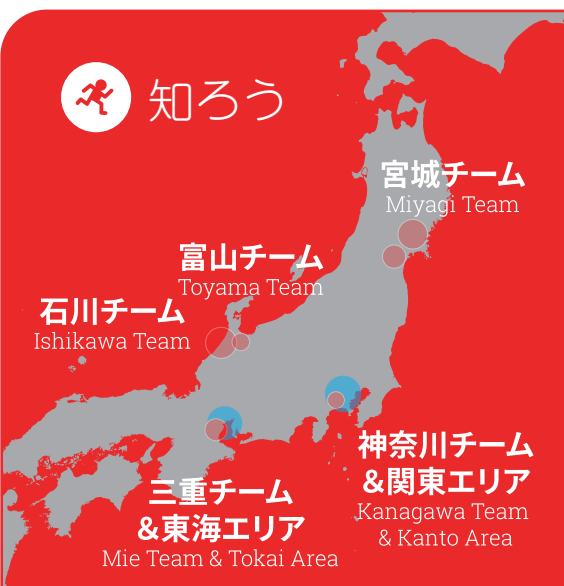 知ろう
宮城チーム
Miyagi Team
富山チーム
Toyama Team
石川チーム
Ishikawa Team
神奈川チーム
&関東エリア
Kanagawa Team
& Kanto Area
三重チーム
&東海エリア
Mie Team & Tokai Area